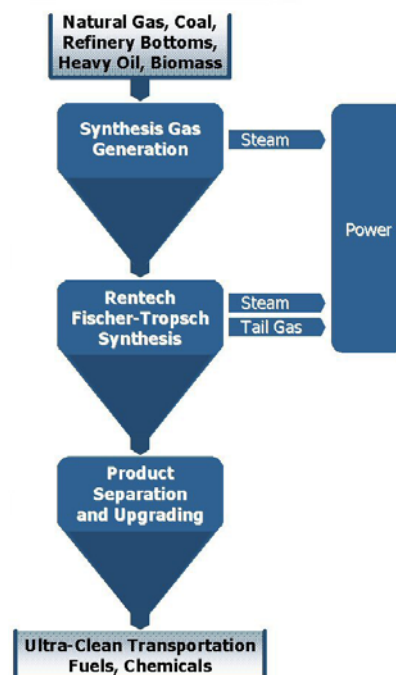 Natural Gas, Coal,
Refinery Bottoms,
Heavy Oil, Biomass
Synthesis Gas
Generation
Steam
Power
Rentech
Fischer-Tropsch
Synthesis
Steam
Tail Gas
Product
Separation
and Upgrading
Ultra-Clean Transportation
Fuels, Chemicals